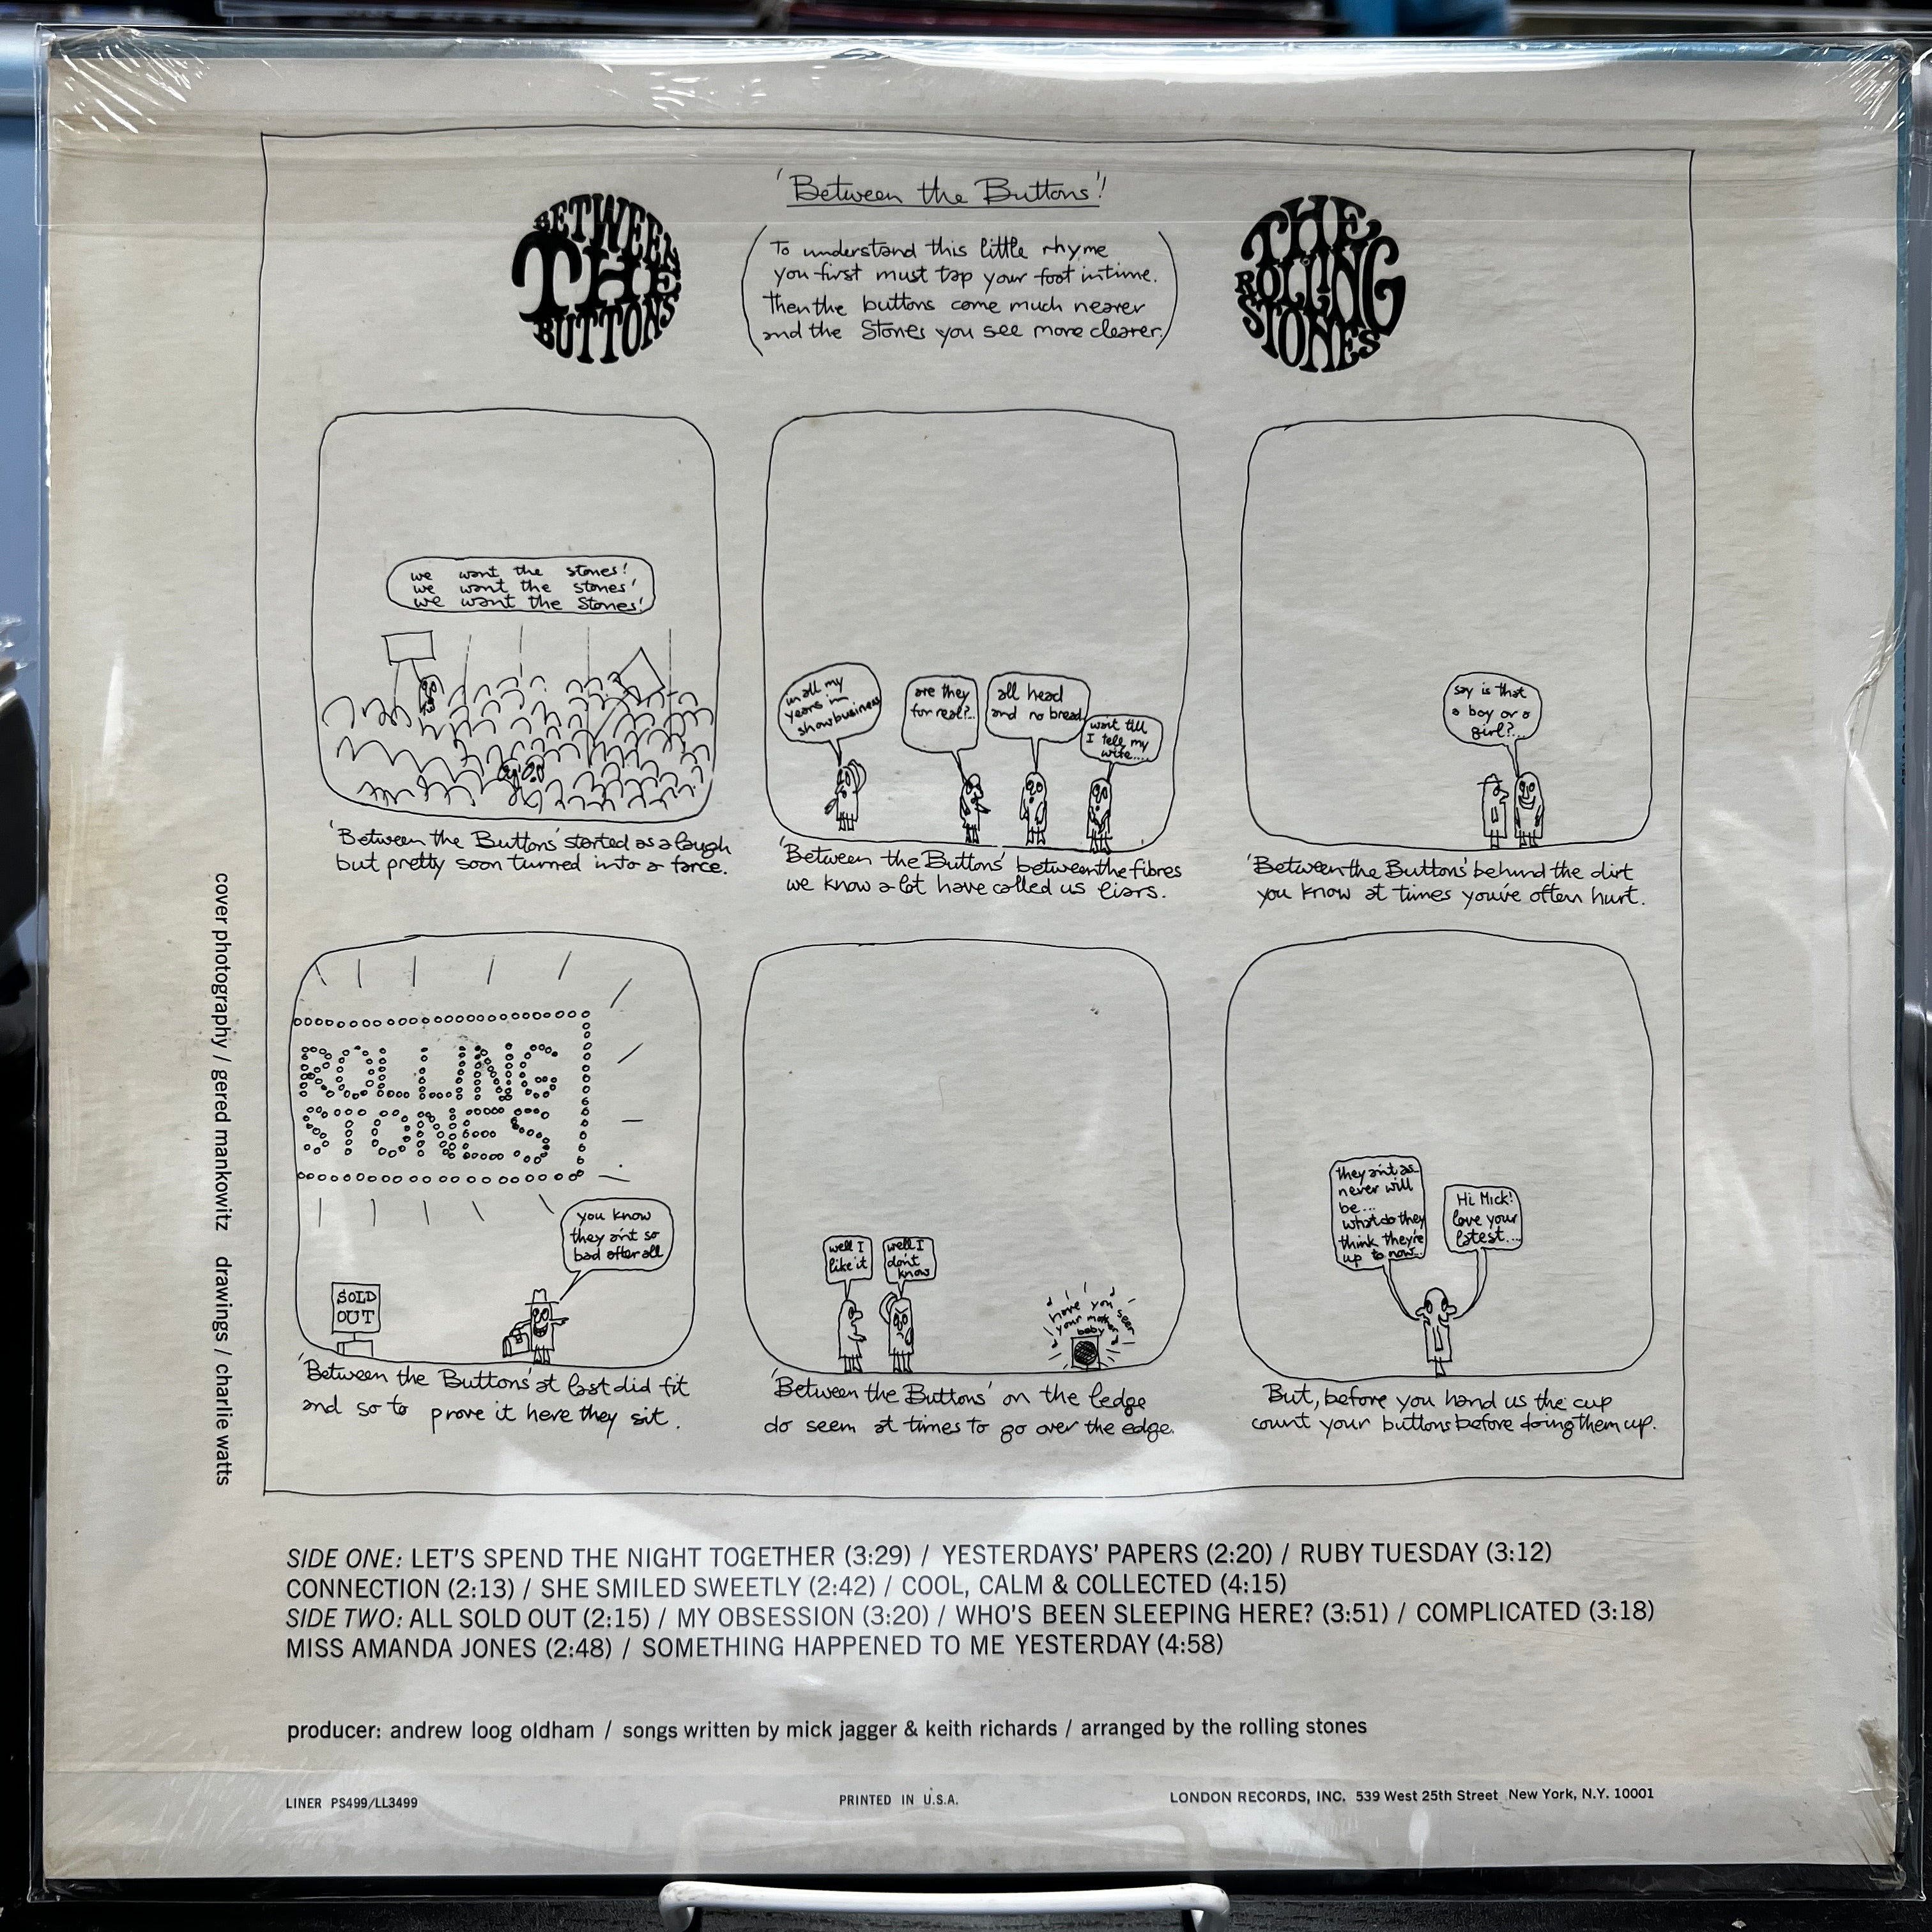 'Between the Buttons'!
BETWEEN
THE
BUTTONS
(To understand this little rhyme
you first must tap your foot in time.
Then the buttons come much nearer
and the Stones you see more clearer.)
THE
ROLLING
STONES
we want the stones!
we want the stones!
we want the Stones!
'Between the Buttons' started as a laugh
but pretty soon turned into a farce.
in all my
years in
showbusiness
are they
for real?...
all head
and no bread
wait till
I tell my
wife....
'Between the Buttons' between the fibres
we know a lot have called us liars.
say is that
a boy or a
girl?...
'Between the Buttons' behind the dirt
you know at times you've often hurt.
ROLLING
STONES
you know
they ain't so
bad after all
SOLD
OUT
'Between the Buttons' at last did fit
and so to prove it here they sit.
well I
like it
well I
don't
know
have you seen
your mother
baby
'Between the Buttons' on the ledge
do seem at times to go over the edge.
they ain't as
never will
be...
what do they
think they're
up to now...
Hi Mick!
love your
latest...
But, before you hand us the cup
count your buttons before doing them up.
cover photography / gered mankowitz drawings / charlie watts
SIDE ONE: LET'S SPEND THE NIGHT TOGETHER (3:29) / YESTERDAYS' PAPERS (2:20) / RUBY TUESDAY (3:12)
CONNECTION (2:13) / SHE SMILED SWEETLY (2:42) / COOL, CALM & COLLECTED (4:15)
SIDE TWO: ALL SOLD OUT (2:15) / MY OBSESSION (3:20) / WHO'S BEEN SLEEPING HERE? (3:51) / COMPLICATED (3:18)
MISS AMANDA JONES (2:48) / SOMETHING HAPPENED TO ME YESTERDAY (4:58)
producer: andrew loog oldham / songs written by mick jagger & keith richards / arranged by the rolling stones
LINER PS499/LL3499
PRINTED IN U.S.A.
LONDON RECORDS, INC. 539 West 25th Street New York, N.Y. 10001